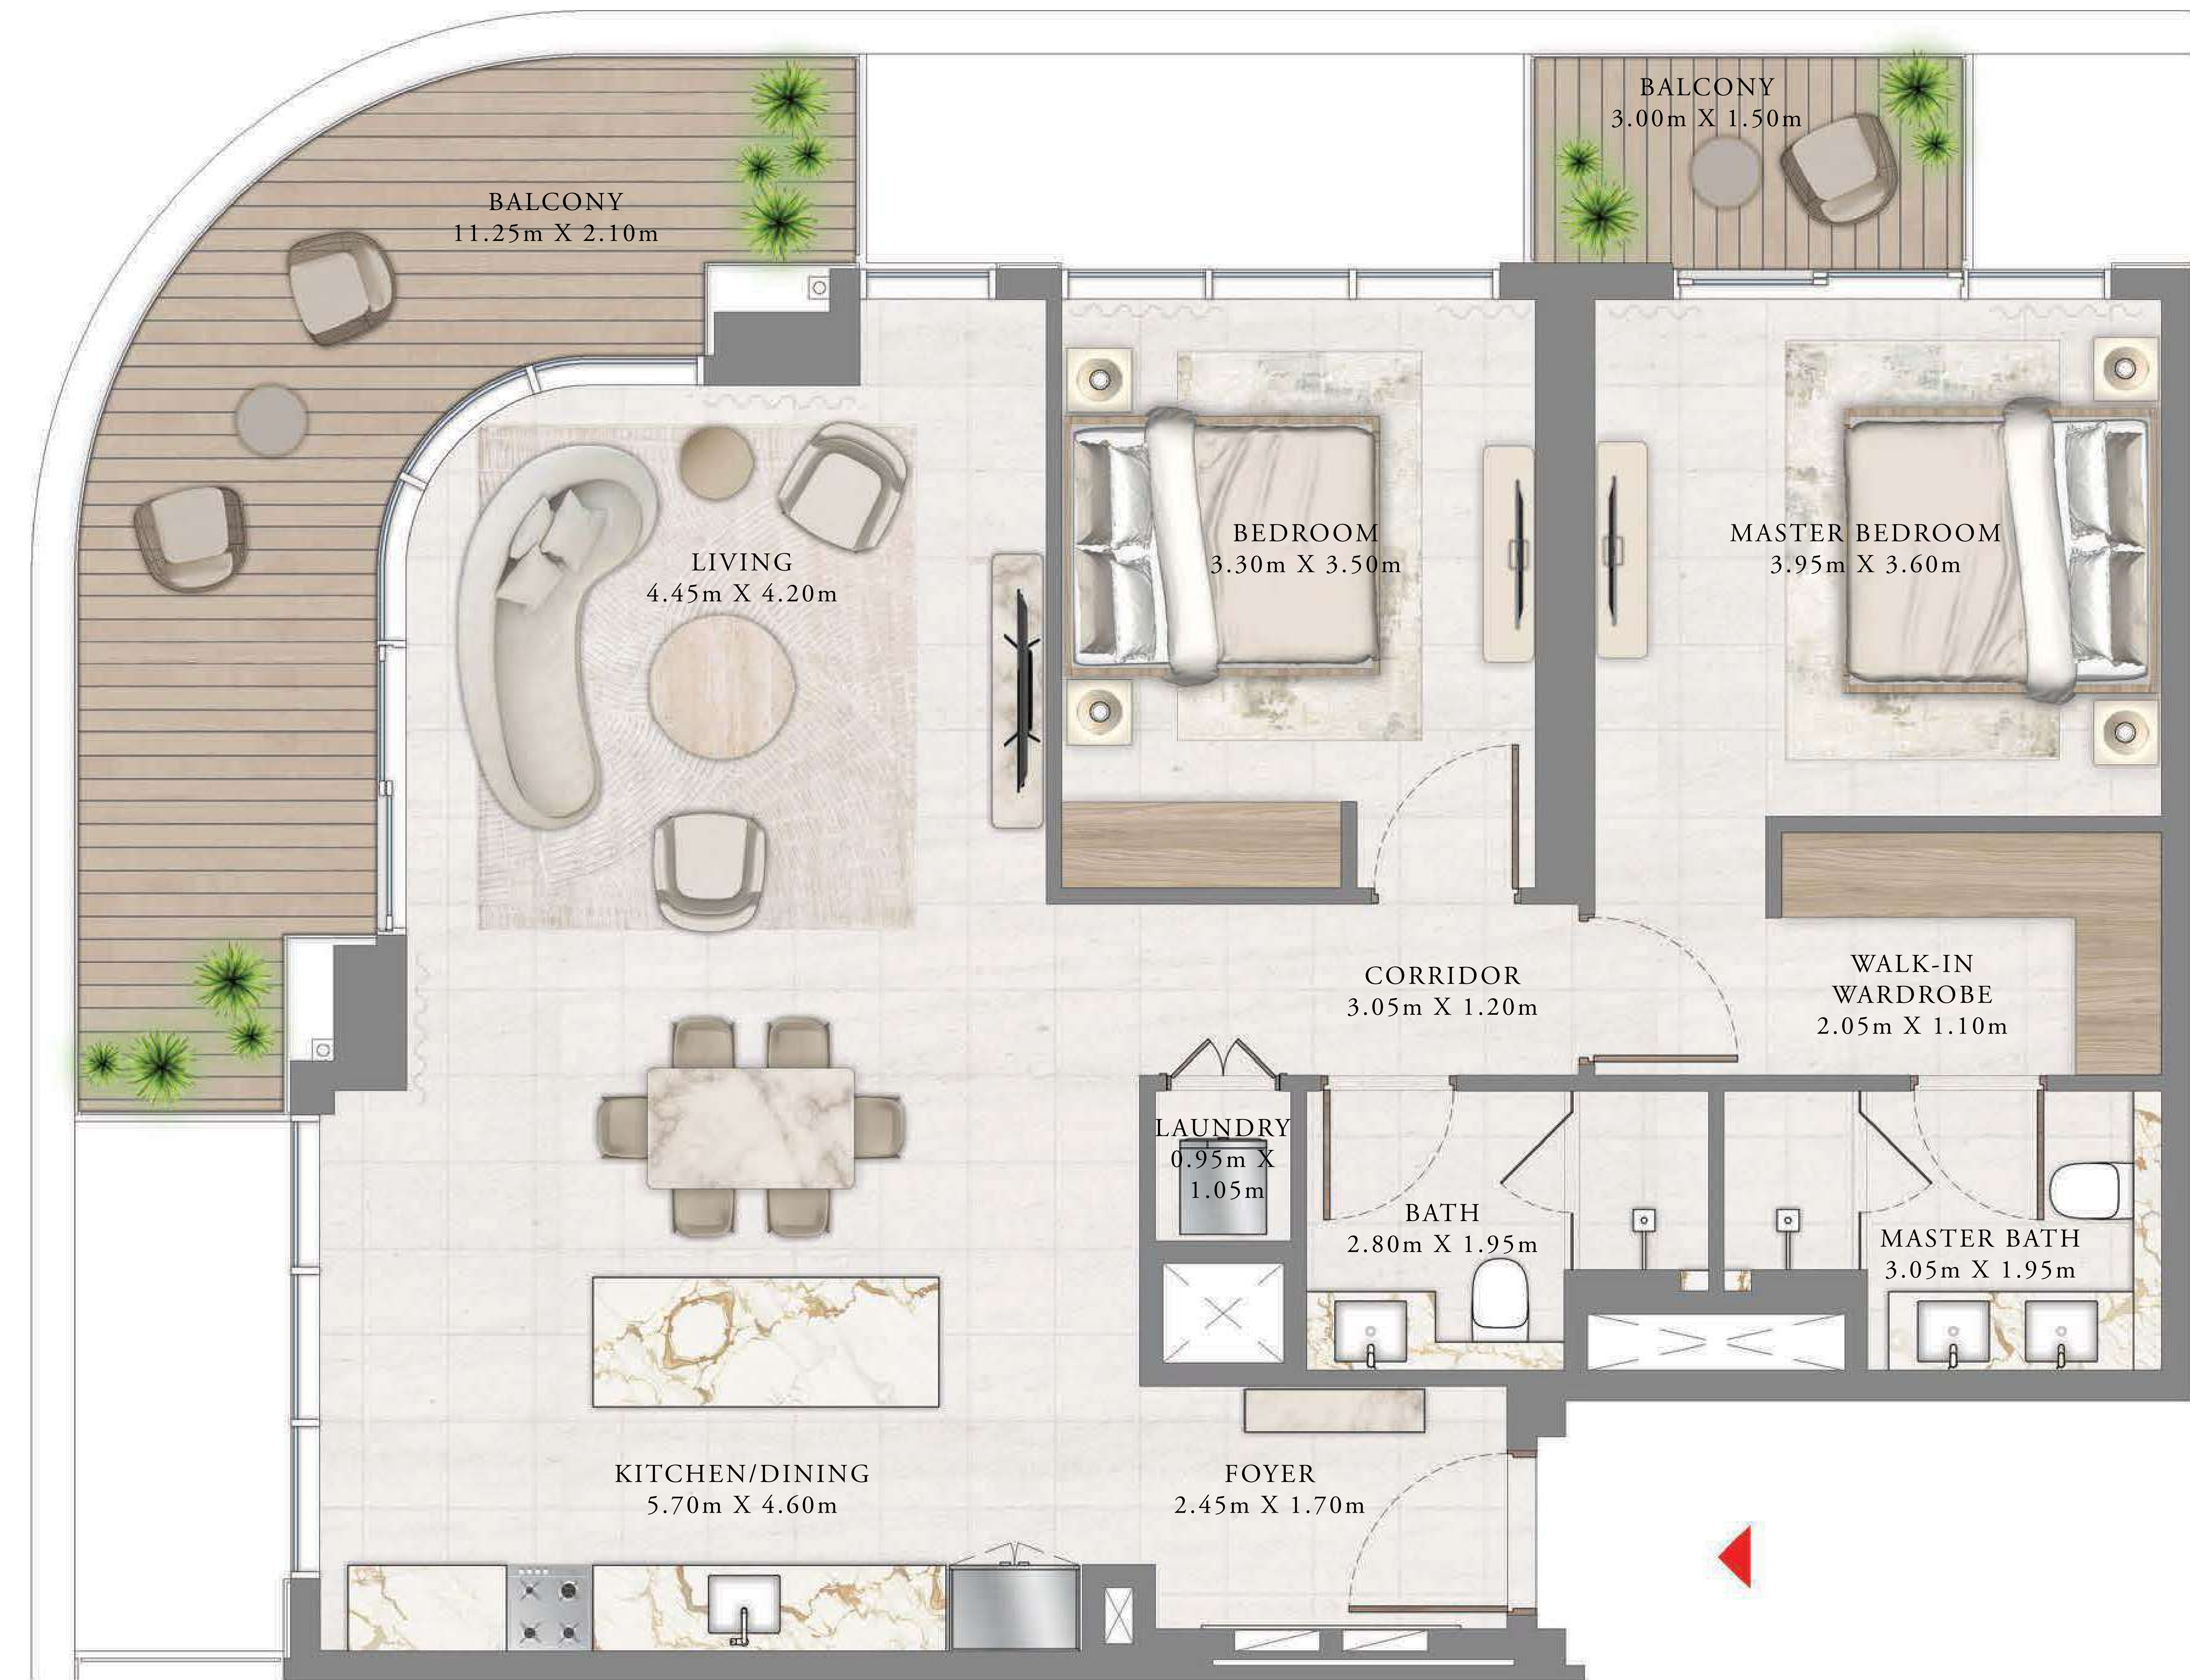 BALCONY
3.00m X 1.50m
BALCONY
11.25m X 2.10m
LIVING
4.45m X 4.20m
BEDROOM
3.30m X 3.50m
MASTER BEDROOM
3.95m X 3.60m
CORRIDOR
3.05m X 1.20m
WALK-IN
WARDROBE
2.05m X 1.10m
LAUNDRY
0.95m X
1.05m
BATH
2.80m X 1.95m
MASTER BATH
3.05m X 1.95m
KITCHEN/DINING
5.70m X 4.60m
FOYER
2.45m X 1.70m